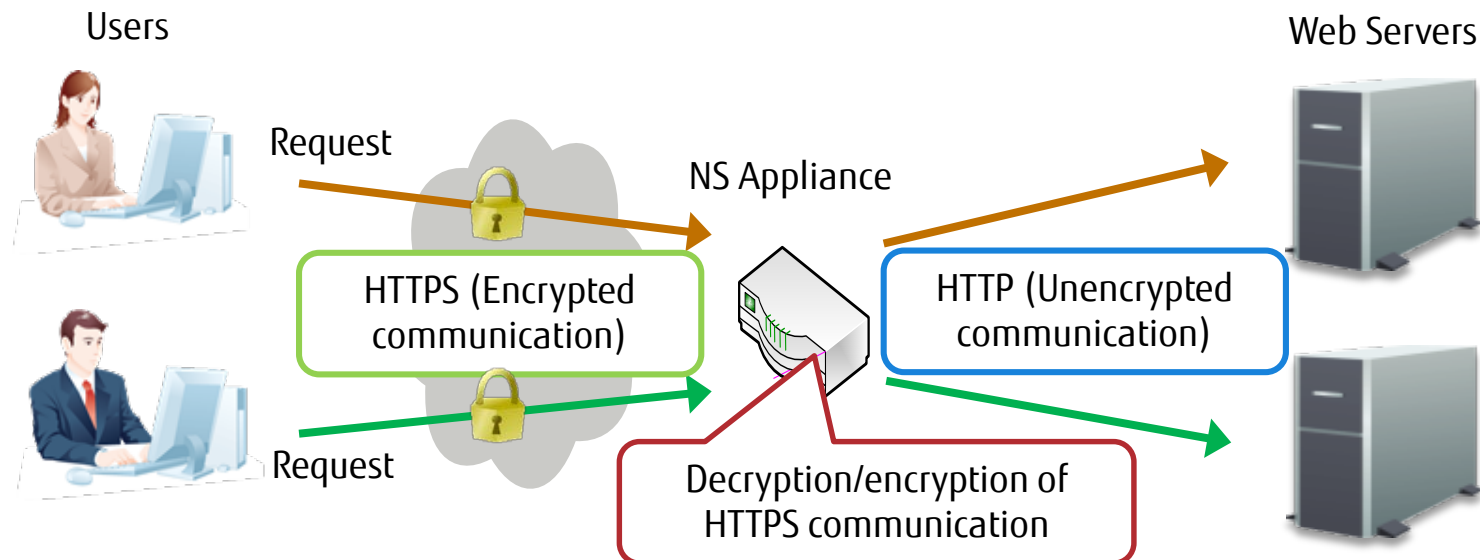 Users
Web Servers
Request
NS Appliance
HTTPS (Encrypted
communication)
HTTP (Unencrypted
communication)
Request
Decryption/encryption of
HTTPS communication